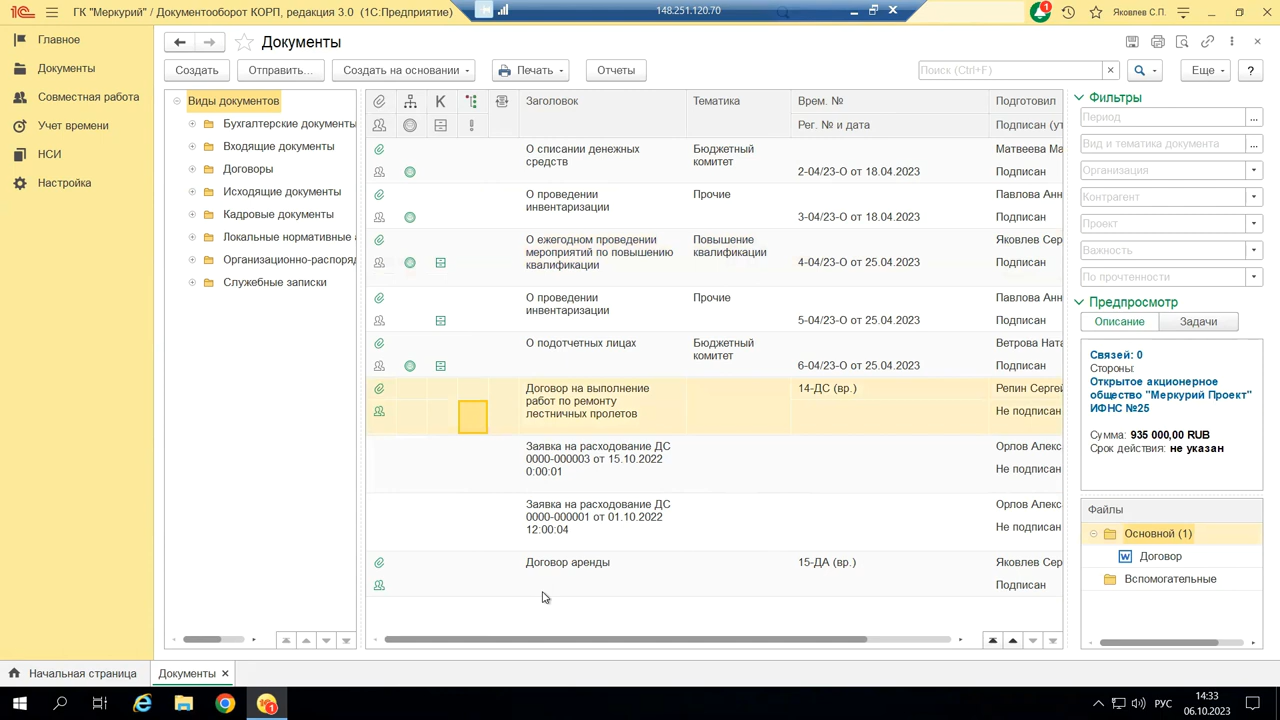 ГК "Меркурий" / Документооборот КОРП, редакция 3.0 (1С:Предприятие)
148.251.120.70
1
Яковлев С.П.
Главное
Документы
Совместная работа
Учет времени
НСИ
Настройка
Документы
Создать
Отправить...
Создать на основании
Печать
Отчеты
Поиск (Ctrl+F)
Еще
?
Виды документов
Бухгалтерские документы
Входящие документы
Договоры
Исходящие документы
Кадровые документы
Локальные нормативные
Организационно-распоряд
Служебные записки
К
Заголовок
Тематика
Врем. №
Подготовил
Рег. № и дата
Подписан (ут
О списании денежных
средств
Бюджетный
комитет
Матвеева Ма
2-04/23-О от 18.04.2023
Подписан
О проведении
инвентаризации
Прочие
Павлова Анн
3-04/23-О от 18.04.2023
Подписан
О ежегодном проведении
мероприятий по повышению
квалификации
Повышение
квалификации
Яковлев Сер
4-04/23-О от 25.04.2023
Подписан
О проведении
инвентаризации
Прочие
Павлова Анн
5-04/23-О от 25.04.2023
Подписан
О подотчетных лицах
Бюджетный
комитет
Ветрова Ната
6-04/23-О от 25.04.2023
Подписан
Договор на выполнение
работ по ремонту
лестничных пролетов
14-ДС (вр.)
Репин Сергей
Не подписан
Заявка на расходование ДС
0000-000003 от 15.10.2022
0:00:01
Орлов Алекс
Не подписан
Заявка на расходование ДС
0000-000001 от 01.10.2022
12:00:04
Орлов Алекс
Не подписан
Договор аренды
15-ДА (вр.)
Яковлев Сер
Подписан
Фильтры
Период
Вид и тематика документа
Организация
Контрагент
Проект
Важность
По прочтенности
Предпросмотр
Описание
Задачи
Связей: 0
Стороны:
Открытое акционерное
общество "Меркурий Проект"
ИФНС №25
Сумма: 935 000,00 RUB
Срок действия: не указан
Файлы
Основной (1)
Договор
Вспомогательные
Начальная страница
Документы
1
РУС
14:33
06.10.2023